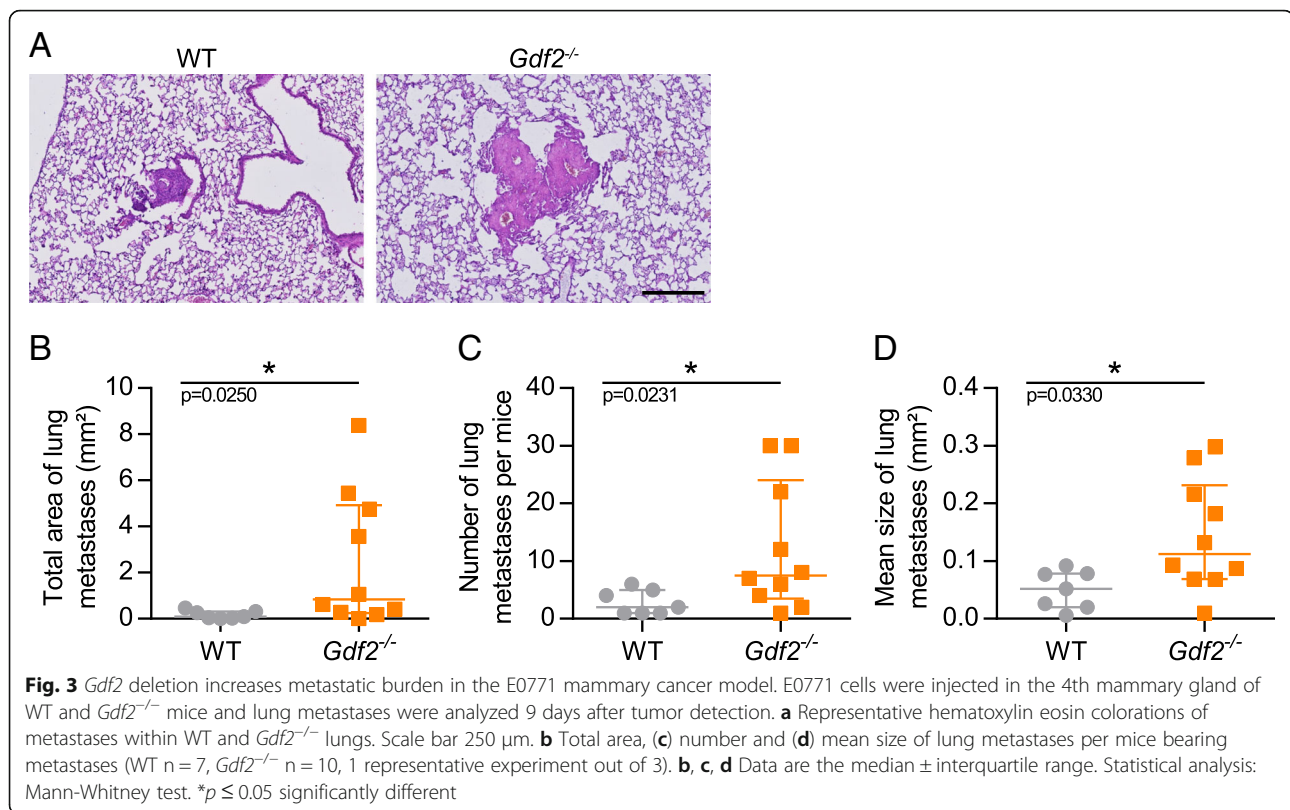 A
WT
Gdf2-/-
B
*
p=0.0250
Total area of lung
metastases (mm²)
10
8
6
4
2
0
WT
Gdf2-/-
C
*
p=0.0231
Number of lung
metastases per mice
40
30
20
10
0
WT
Gdf2-/-
D
*
p=0.0330
Mean size of lung
metastases (mm²)
0.4
0.3
0.2
0.1
0.0
WT
Gdf2-/-
Fig. 3 Gdf2 deletion increases metastatic burden in the E0771 mammary cancer model. E0771 cells were injected in the 4th mammary gland of
WT and Gdf2−/− mice and lung metastases were analyzed 9 days after tumor detection. a Representative hematoxylin eosin colorations of
metastases within WT and Gdf2−/− lungs. Scale bar 250 μm. b Total area, (c) number and (d) mean size of lung metastases per mice bearing
metastases (WT n = 7, Gdf2−/− n = 10, 1 representative experiment out of 3). b, c, d Data are the median ± interquartile range. Statistical analysis:
Mann-Whitney test. *p ≤ 0.05 significantly different